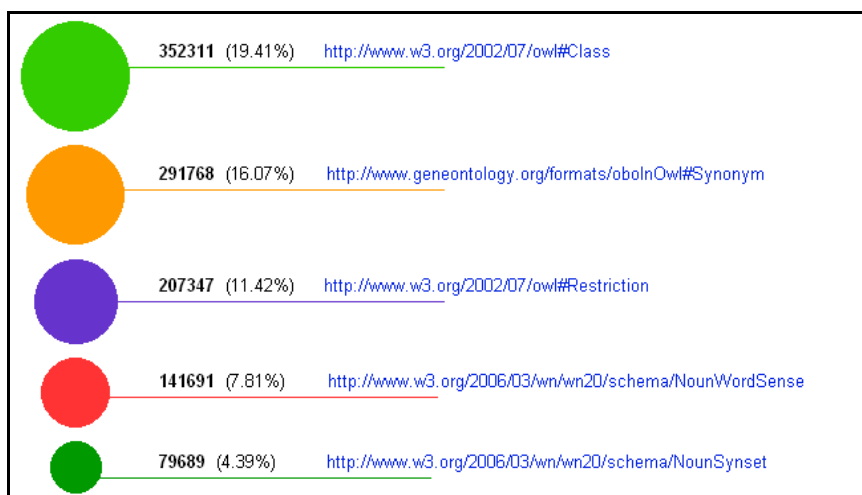 352311 (19.41%) http://www.w3.org/2002/07/owl#Class
291768 (16.07%) http://www.geneontology.org/formats/oboInOwl#Synonym
207347 (11.42%) http://www.w3.org/2002/07/owl#Restriction
141691 (7.81%) http://www.w3.org/2006/03/wn/wn20/schema/NounWordSense
79689 (4.39%) http://www.w3.org/2006/03/wn/wn20/schema/NounSynset